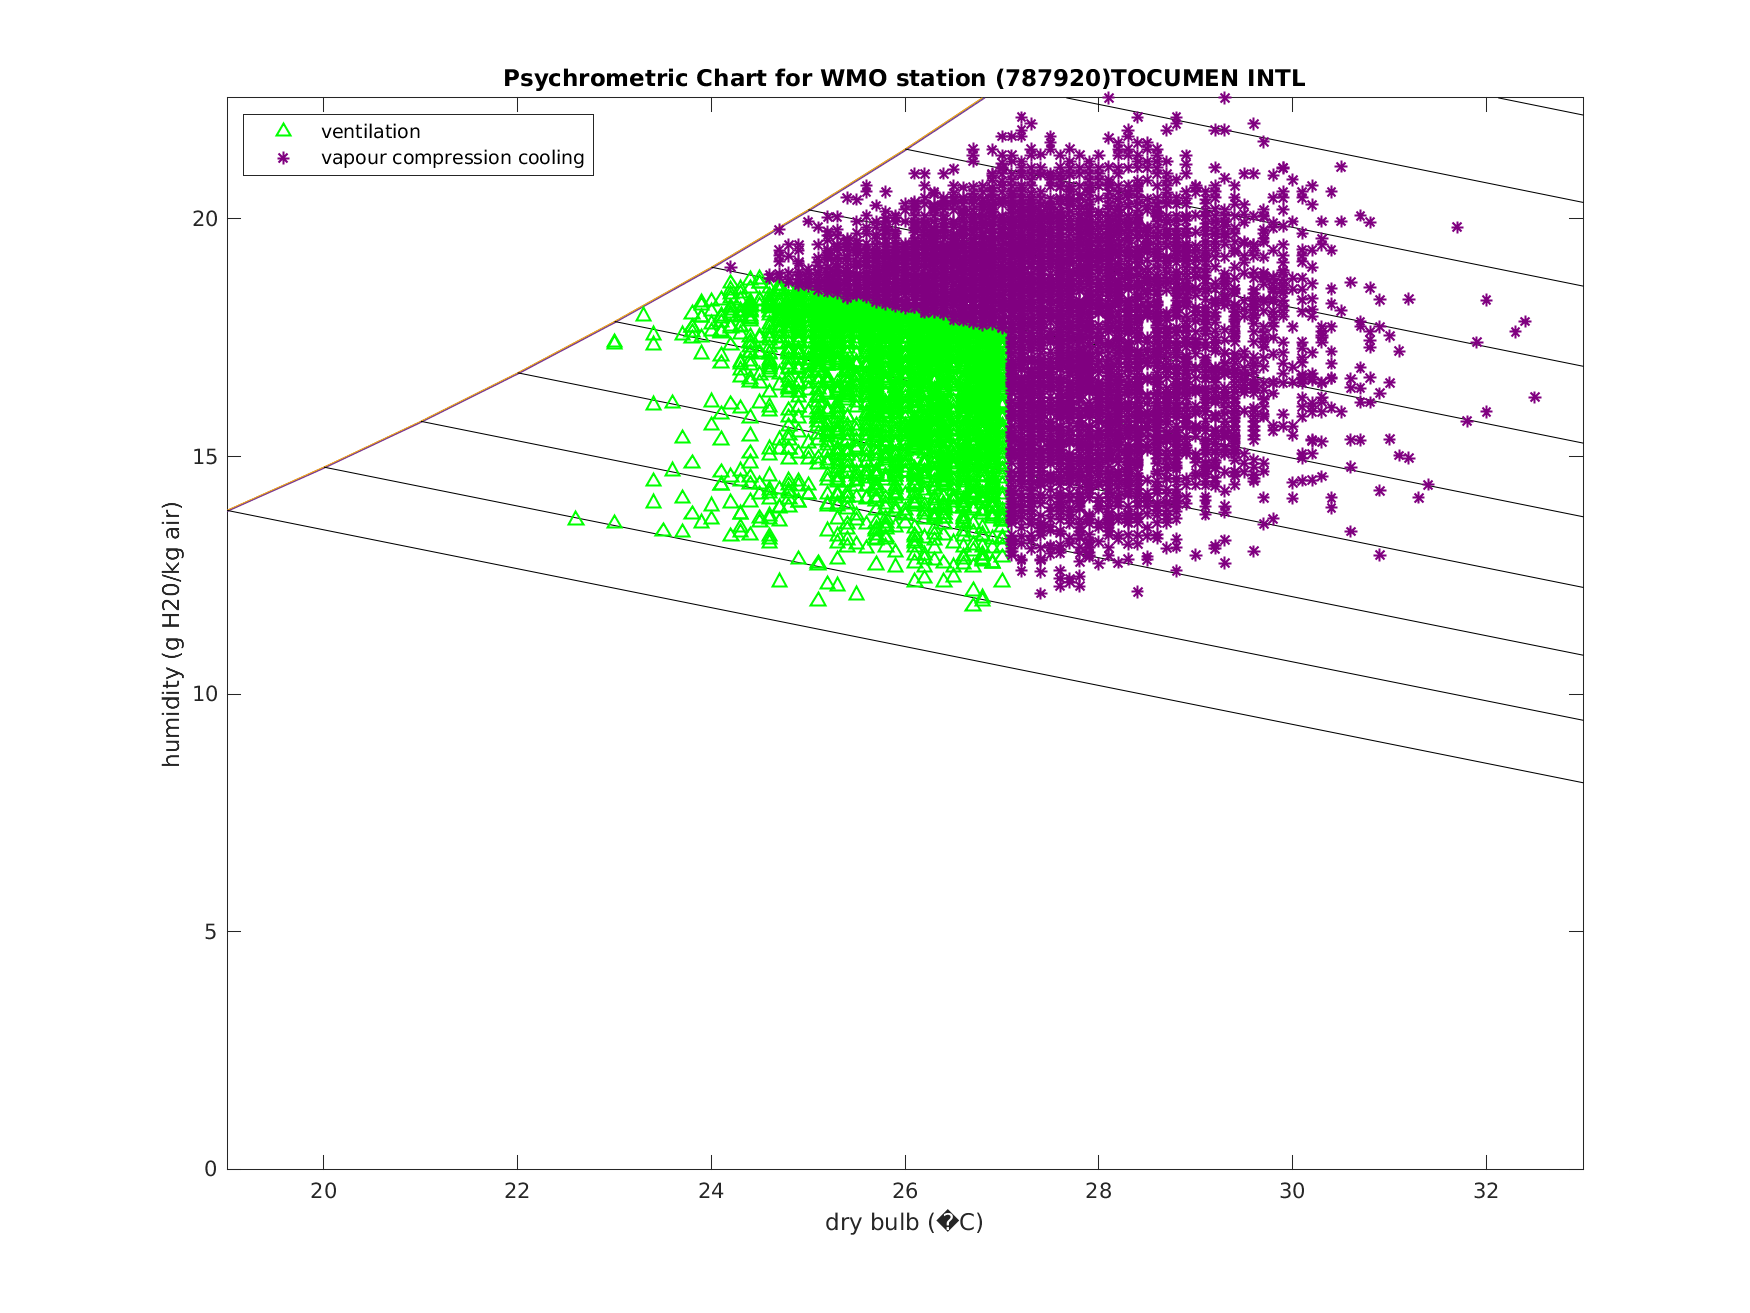 Psychrometric Chart for WMO station (787920)TOCUMEN INTL
ventilation
vapour compression cooling
humidity (g H20/kg air)
20
15
10
5
0
20 22 24 26 28 30 32
dry bulb (�C)